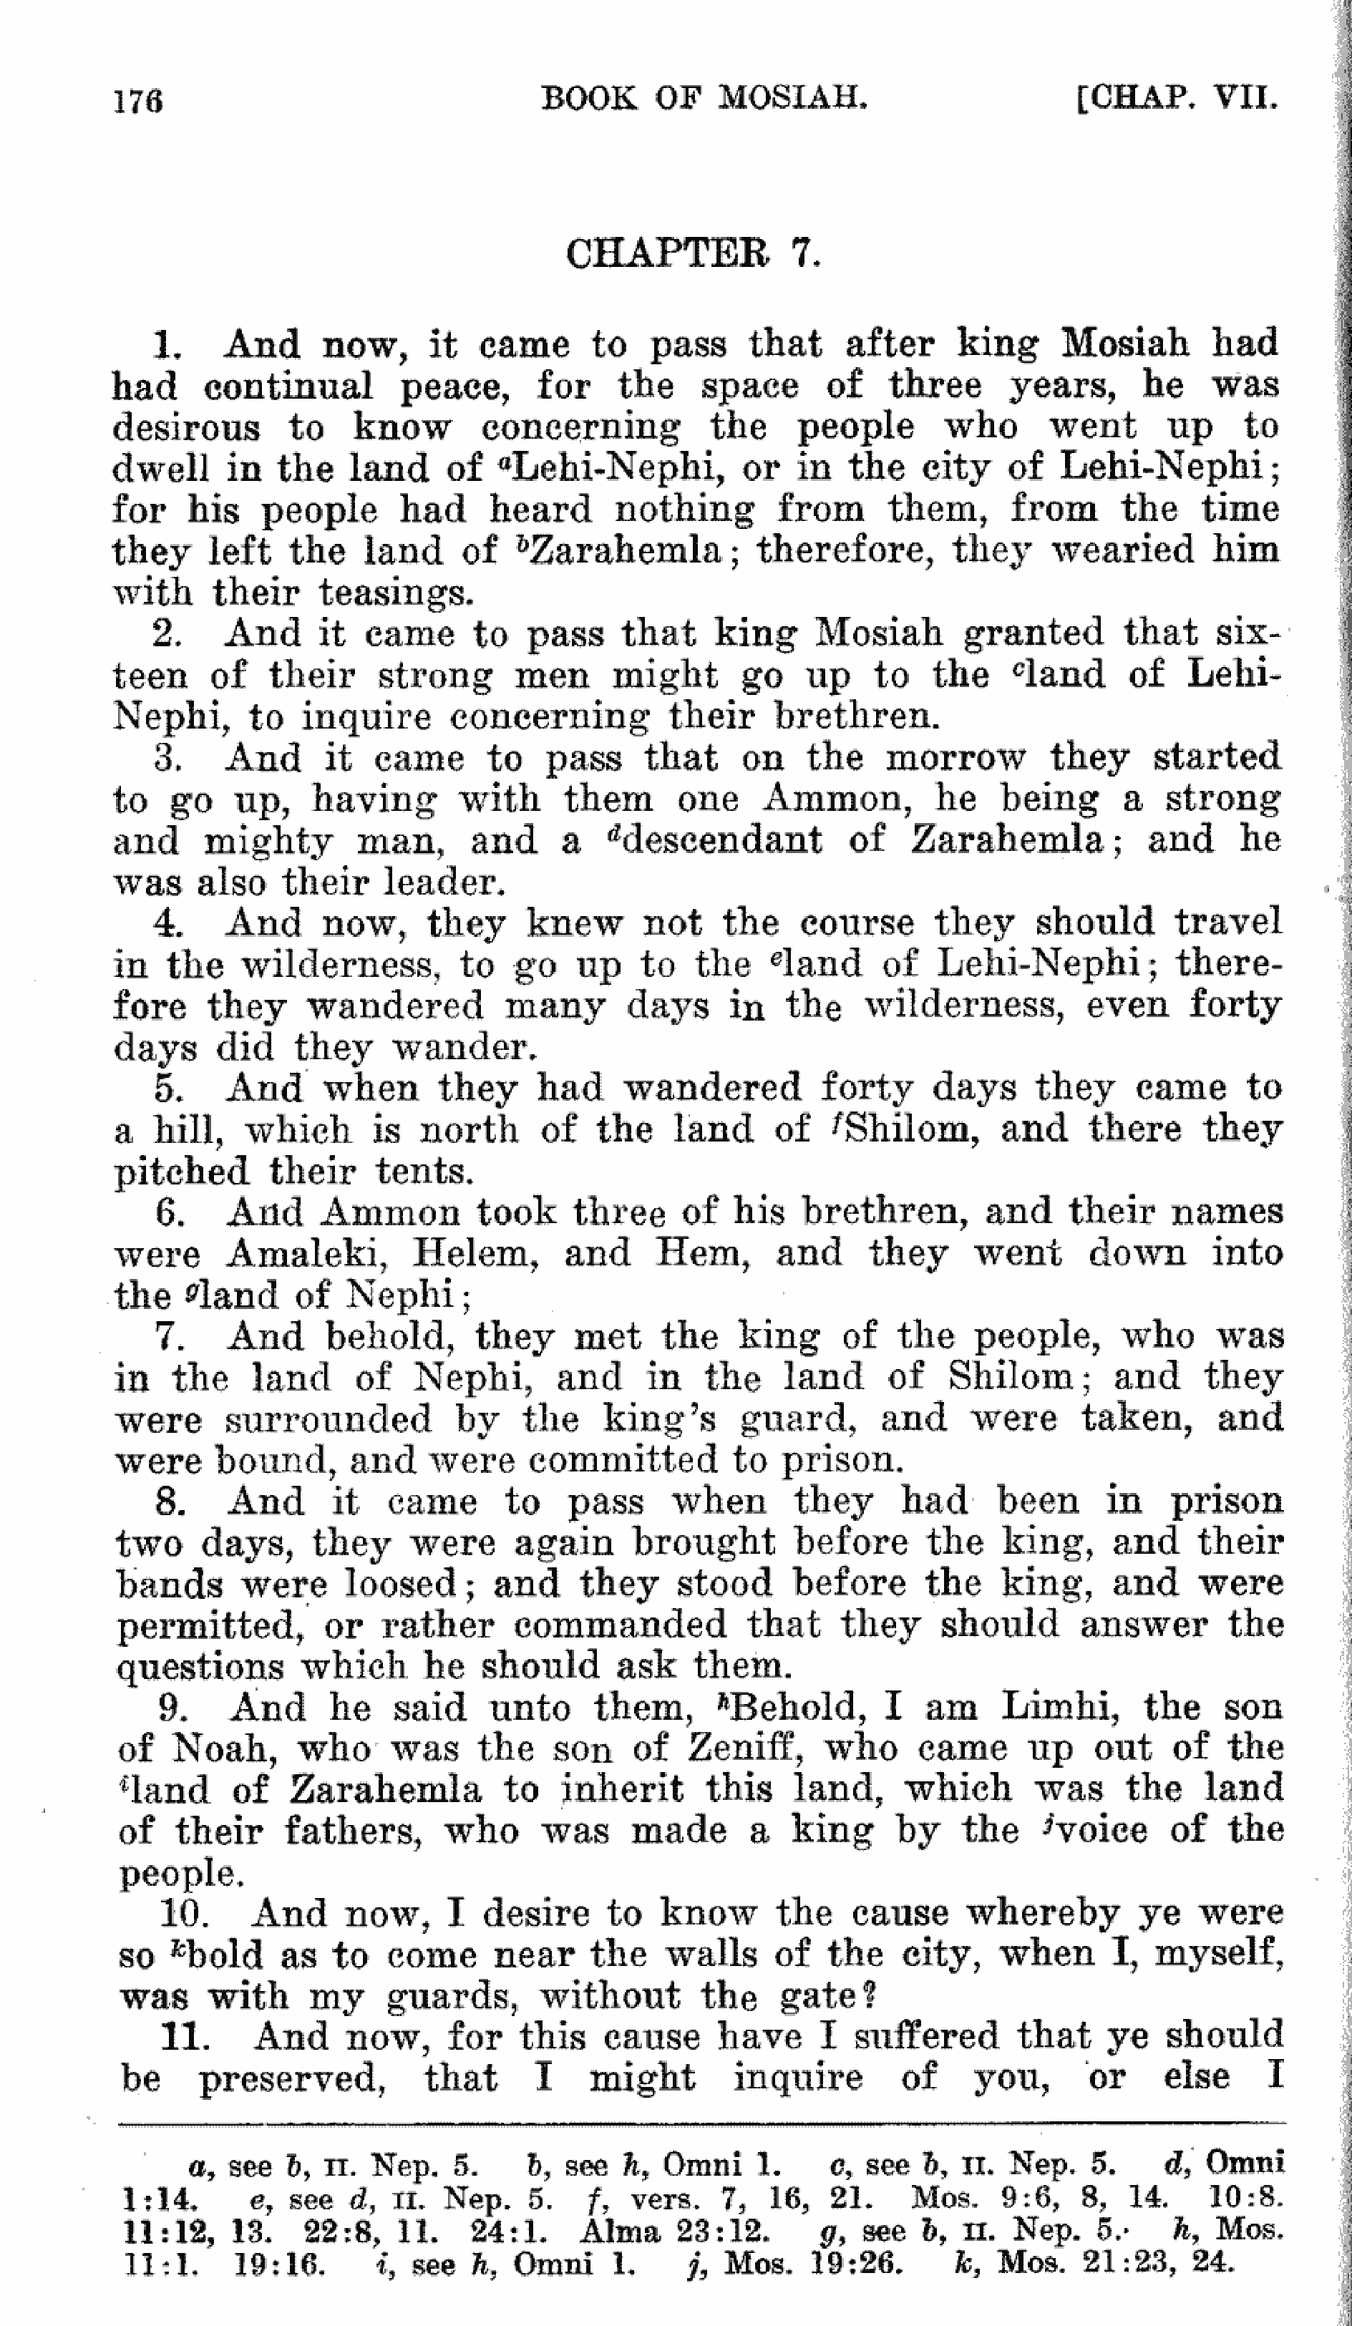 176 BOOK OF MOSIAH. [CHAP. VII.
CHAPTER 7.
1. And now, it came to pass that after king Mosiah had
had continual peace, for the space of three years, he was
desirous to know concerning the people who went up to
dwell in the land of aLehi-Nephi, or in the city of Lehi-Nephi;
for his people had heard nothing from them, from the time
they left the land of bZarahemla; therefore, they wearied him
with their teasings.
2. And it came to pass that king Mosiah granted that six-
teen of their strong men might go up to the cland of Lehi-
Nephi, to inquire concerning their brethren.
3. And it came to pass that on the morrow they started
to go up, having with them one Ammon, he being a strong
and mighty man, and a ddescendant of Zarahemla; and he
was also their leader.
4. And now, they knew not the course they should travel
in the wilderness, to go up to the eland of Lehi-Nephi; there-
fore they wandered many days in the wilderness, even forty
days did they wander.
5. And when they had wandered forty days they came to
a hill, which is north of the land of fShilom, and there they
pitched their tents.
6. And Ammon took three of his brethren, and their names
were Amaleki, Helem, and Hem, and they went down into
the gland of Nephi;
7. And behold, they met the king of the people, who was
in the land of Nephi, and in the land of Shilom; and they
were surrounded by the king's guard, and were taken, and
were bound, and were committed to prison.
8. And it came to pass when they had been in prison
two days, they were again brought before the king, and their
bands were loosed; and they stood before the king, and were
permitted, or rather commanded that they should answer the
questions which he should ask them.
9. And he said unto them, hBehold, I am Limhi, the son
of Noah, who was the son of Zeniff, who came up out of the
iland of Zarahemla to inherit this land, which was the land
of their fathers, who was made a king by the jvoice of the
people.
10. And now, I desire to know the cause whereby ye were
so kbold as to come near the walls of the city, when I, myself,
was with my guards, without the gate?
11. And now, for this cause have I suffered that ye should
be preserved, that I might inquire of you, or else I
a, see b, II. Nep. 5. b, see h, Omni 1. c, see b, II. Nep. 5. d, Omni
1:14. e, see d, II. Nep. 5. f, vers. 7, 16, 21. Mos. 9:6, 8, 14. 10:8.
11:12, 13. 22:8, 11. 24:1. Alma 23:12. g, see b, II. Nep. 5. h, Mos.
11:1. 19:16. i, see h, Omni 1. j, Mos. 19:26. k, Mos. 21:23, 24.